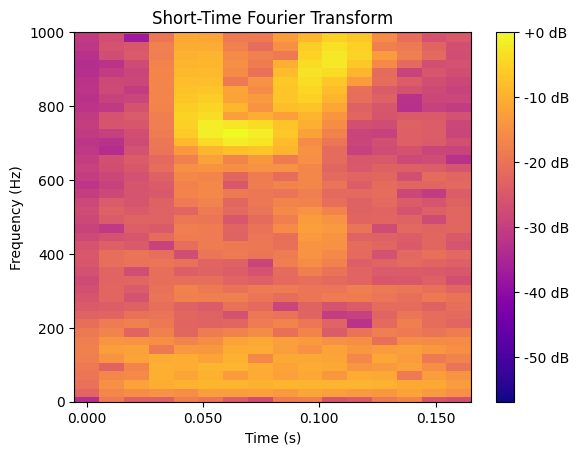 Short-Time Fourier Transform
1000
800
600
400
200
0
Frequency (Hz)
0.000
0.050
0.100
0.150
Time (s)
+0 dB
-10 dB
-20 dB
-30 dB
-40 dB
-50 dB